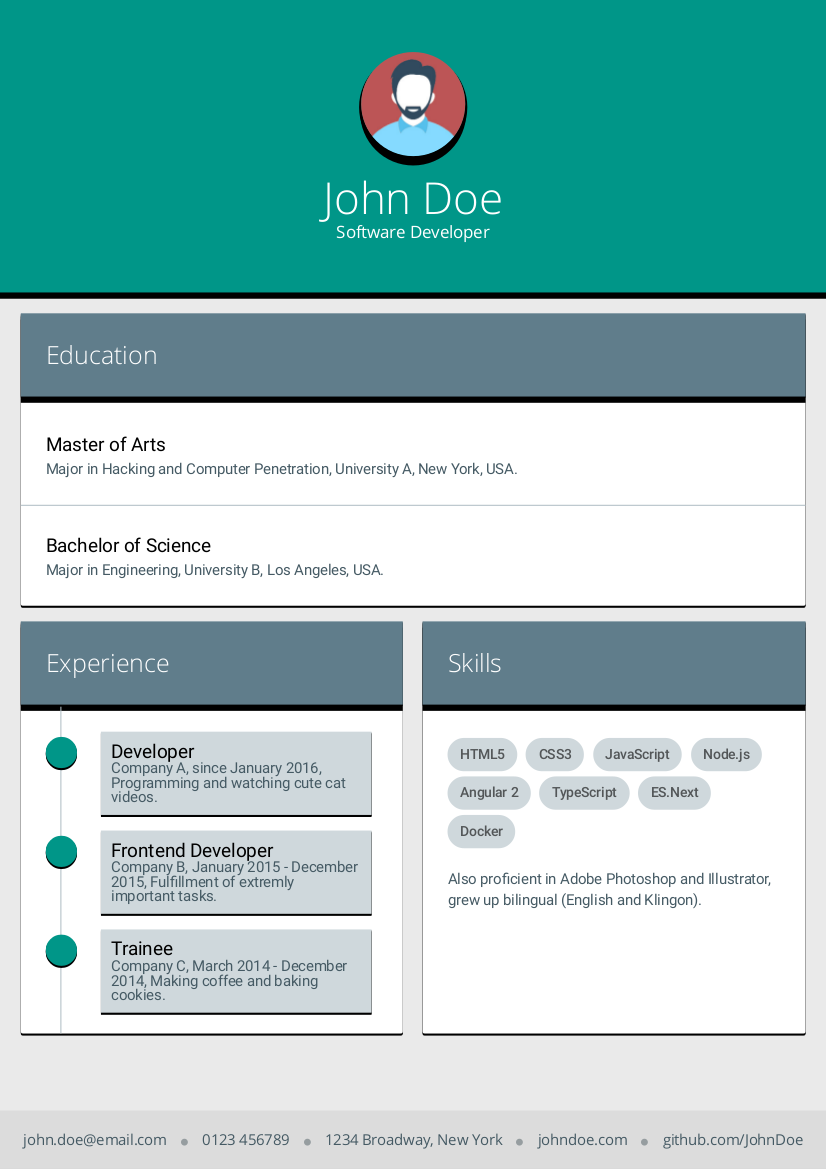 John Doe
Software Developer
Education
Master of Arts
Major in Hacking and Computer Penetration, University A, New York, USA.
Bachelor of Science
Major in Engineering, University B, Los Angeles, USA.
Experience
Developer
Company A, since January 2016,
Programming and watching cute cat
videos.
Frontend Developer
Company B, January 2015 - December
2015, Fulfillment of extremly
important tasks.
Trainee
Company C, March 2014 - December
2014, Making coffee and baking
cookies.
Skills
HTML5 CSS3 JavaScript Node.js
Angular 2 TypeScript ES.Next
Docker
Also proficient in Adobe Photoshop and Illustrator,
grew up bilingual (English and Klingon).
john.doe@email.com ● 0123 456789 ● 1234 Broadway, New York ● johndoe.com ● github.com/JohnDoe